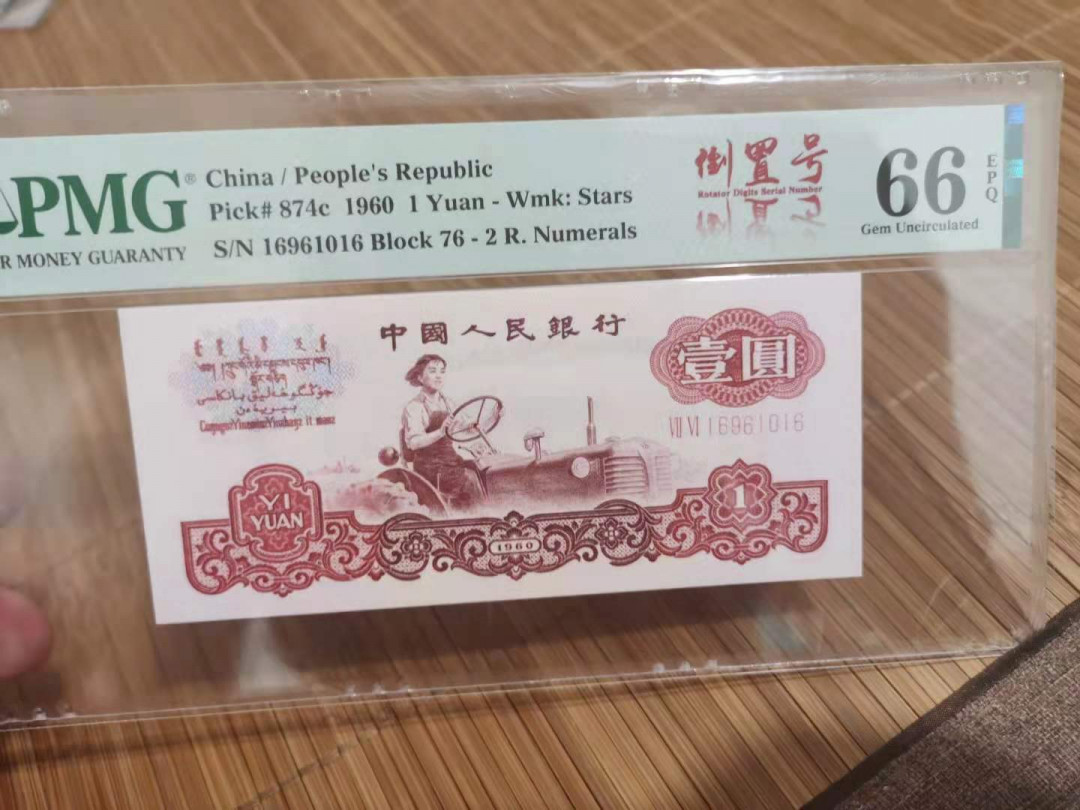 PMG®
R MONEY GUARANTY
China / People's Republic
Pick# 874c 1960 1 Yuan - Wmk: Stars
S/N 16961016 Block 76 - 2 R. Numerals
倒置号
Rotator Digits Serial Number
66
EPQ
Gem Uncirculated
中國人民銀行
壹圓
VII VI 16961016
YI
YUAN
1960
1